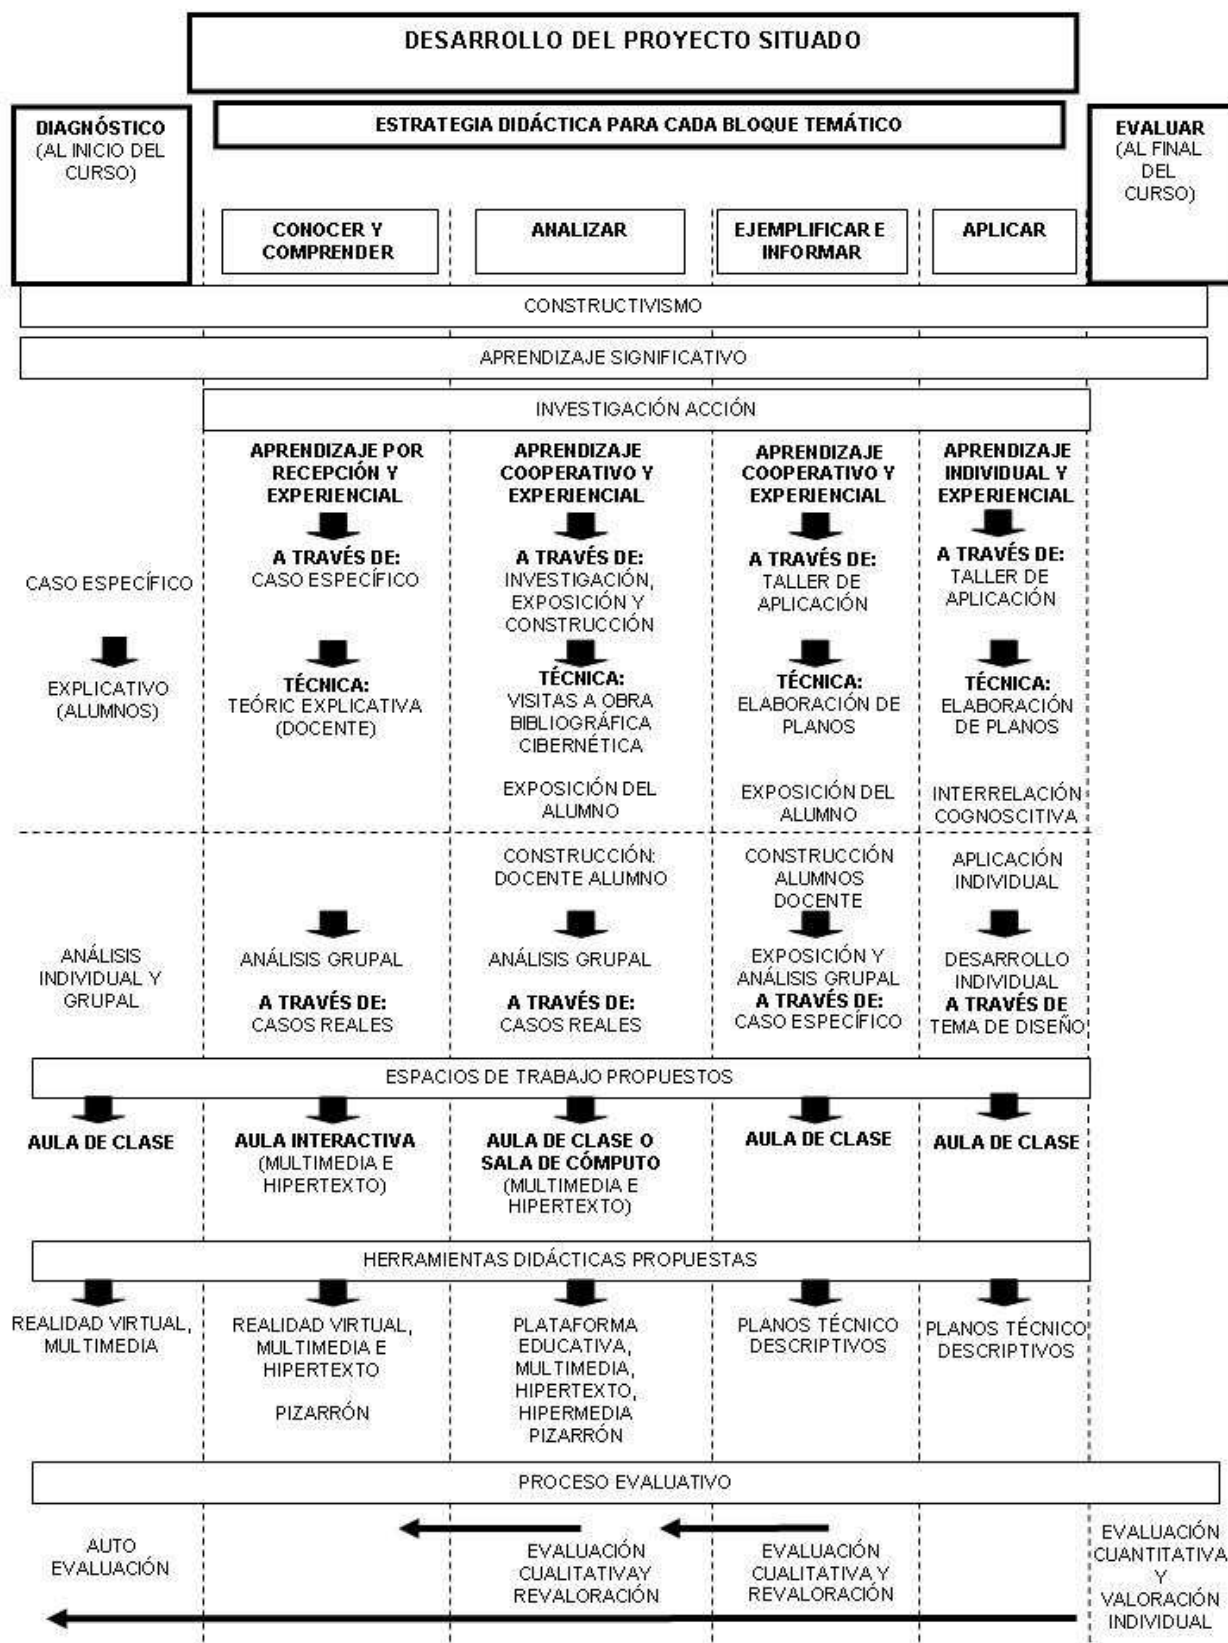 DESARROLLO DEL PROYECTO SITUADO
DIAGNÓSTICO
(AL INICIO DEL
CURSO)
ESTRATEGIA DIDÁCTICA PARA CADA BLOQUE TEMÁTICO
EVALUAR
(AL FINAL
DEL
CURSO)
CONOCER Y
COMPRENDER
ANALIZAR
EJEMPLIFICAR E
INFORMAR
APLICAR
CONSTRUCTIVISMO
APRENDIZAJE SIGNIFICATIVO
INVESTIGACIÓN ACCIÓN
CASO ESPECÍFICO
EXPLICATIVO
(ALUMNOS)
APRENDIZAJE POR
RECEPCIÓN Y
EXPERIENCIAL
A TRAVÉS DE:
CASO ESPECÍFICO
TÉCNICA:
TEÓRIC EXPLICATIVA
(DOCENTE)
APRENDIZAJE
COOPERATIVO Y
EXPERIENCIAL
A TRAVÉS DE:
INVESTIGACIÓN,
EXPOSICIÓN Y
CONSTRUCCIÓN
TÉCNICA:
VISITAS A OBRA
BIBLIOGRÁFICA
CIBERNÉTICA
EXPOSICIÓN DEL
ALUMNO
APRENDIZAJE
COOPERATIVO Y
EXPERIENCIAL
A TRAVÉS DE:
TALLER DE
APLICACIÓN
TÉCNICA:
ELABORACIÓN DE
PLANOS
EXPOSICIÓN DEL
ALUMNO
APRENDIZAJE
INDIVIDUAL Y
EXPERIENCIAL
A TRAVÉS DE:
TALLER DE
APLICACIÓN
TÉCNICA:
ELABORACIÓN
DE PLANOS
INTERRELACIÓN
COGNOSCITIVA
ANÁLISIS
INDIVIDUAL Y
GRUPAL
ANÁLISIS GRUPAL
A TRAVÉS DE:
CASOS REALES
CONSTRUCCIÓN:
DOCENTE ALUMNO
ANÁLISIS GRUPAL
A TRAVÉS DE:
CASOS REALES
CONSTRUCCIÓN
ALUMNOS
DOCENTE
EXPOSICIÓN Y
ANÁLISIS GRUPAL
A TRAVÉS DE:
CASO ESPECÍFICO
APLICACIÓN
INDIVIDUAL
DESARROLLO
INDIVIDUAL
A TRAVÉS DE
TEMA DE DISEÑO
ESPACIOS DE TRABAJO PROPUESTOS
AULA DE CLASE
AULA INTERACTIVA
(MULTIMEDIA E
HIPERTEXTO)
AULA DE CLASE O
SALA DE CÓMPUTO
(MULTIMEDIA E
HIPERTEXTO)
AULA DE CLASE
AULA DE CLASE
HERRAMIENTAS DIDÁCTICAS PROPUESTAS
REALIDAD VIRTUAL,
MULTIMEDIA
REALIDAD VIRTUAL,
MULTIMEDIA E
HIPERTEXTO
PIZARRÓN
PLATAFORMA
EDUCATIVA,
MULTIMEDIA,
HIPERTEXTO,
HIPERMEDIA
PIZARRÓN
PLANOS TÉCNICO
DESCRIPTIVOS
PLANOS TÉCNICO
DESCRIPTIVOS
PROCESO EVALUATIVO
AUTO
EVALUACIÓN
EVALUACIÓN
CUALITATIVAY
REVALORACIÓN
EVALUACIÓN
CUALITATIVA Y
REVALORACIÓN
EVALUACIÓN
CUANTITATIVA
Y
VALORACIÓN
INDIVIDUAL